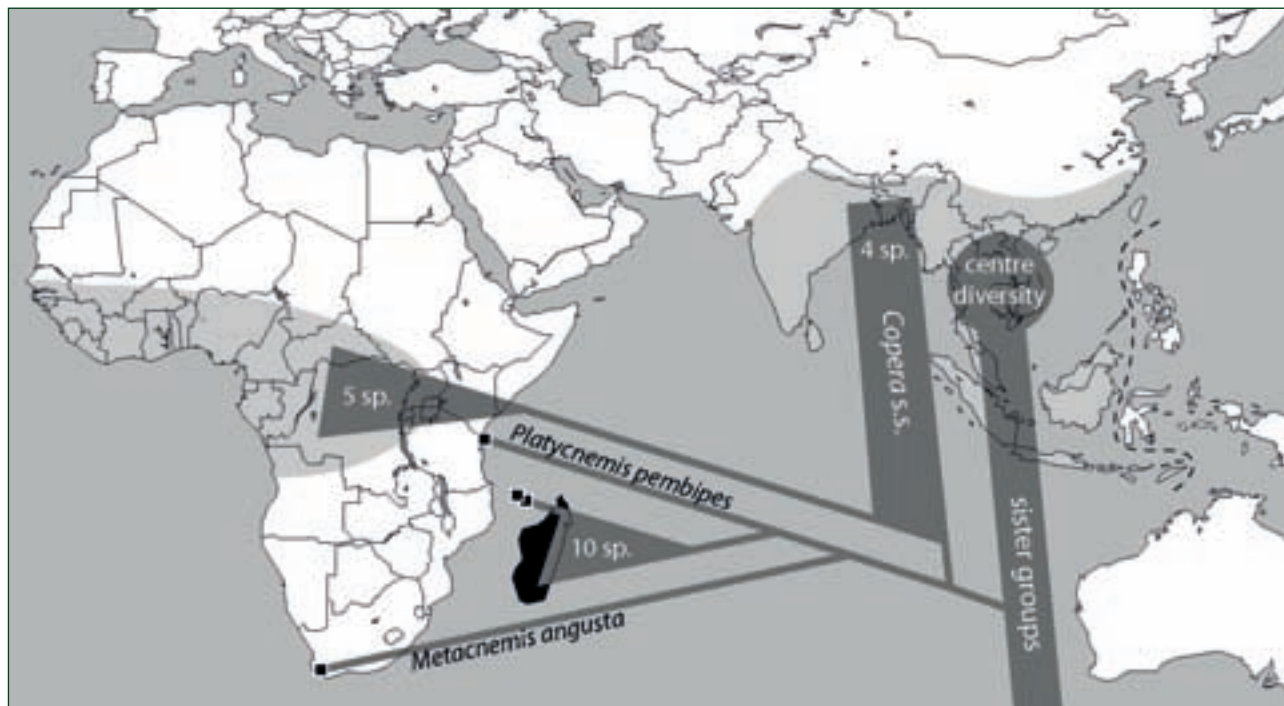 4 sp.
centre
diversity
Copera s.s.
5 sp.
Platycnemis pembipes
10 sp.
sister groups
Metacnemis angusta